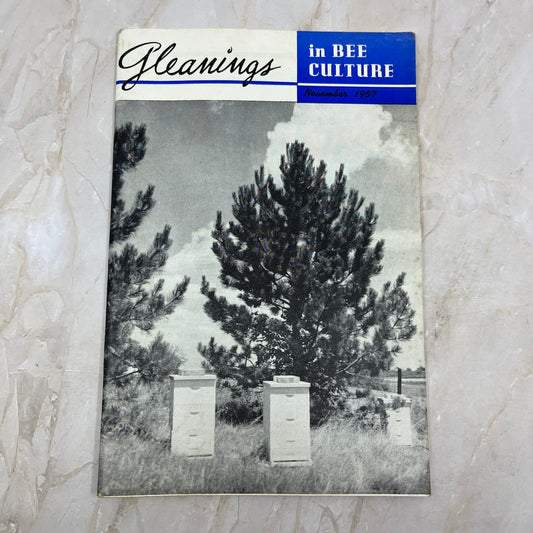 Gleanings
in BEE
CULTURE
November 1957